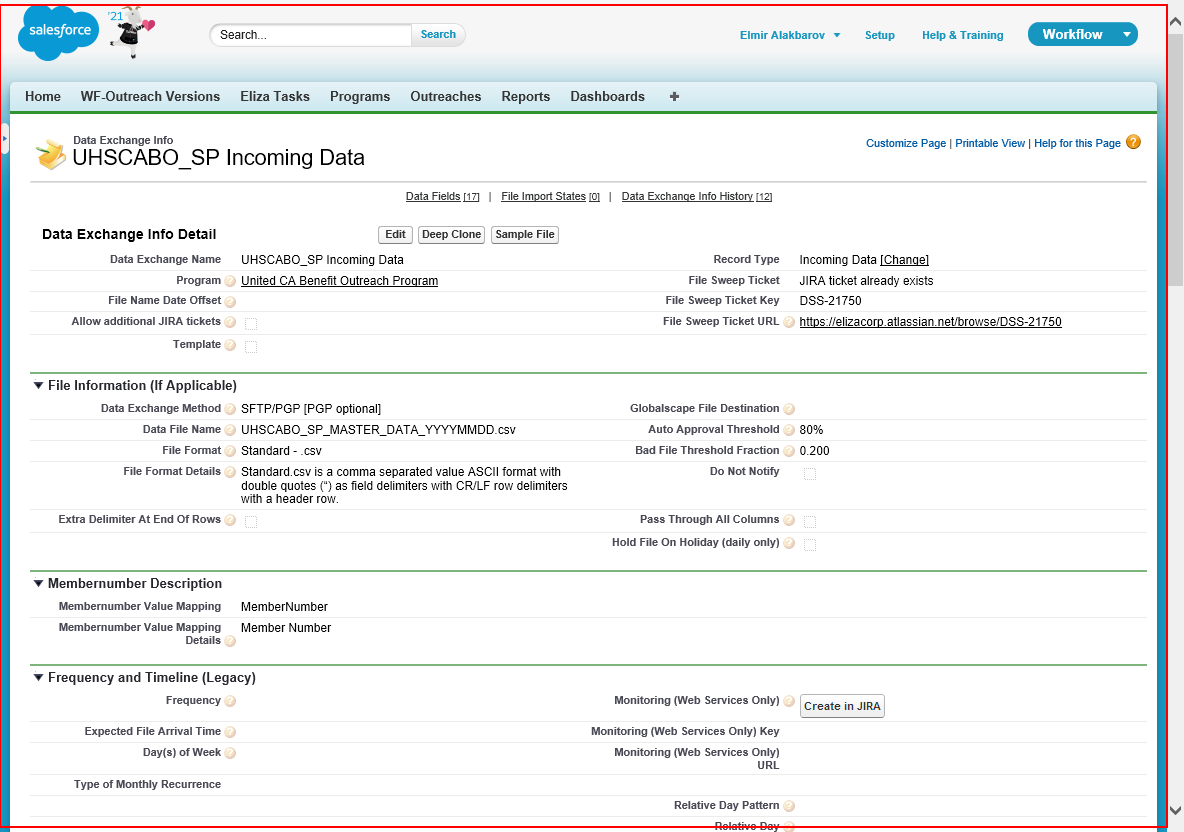 salesforce
'21
Search...
Search
Elmir Alakbarov
Setup
Help & Training
Workflow
Home
WF-Outreach Versions
Eliza Tasks
Programs
Outreaches
Reports
Dashboards
+
Data Exchange Info
UHSCABO_SP Incoming Data
Customize Page | Printable View | Help for this Page ?
Data Fields [17] | File Import States [0] | Data Exchange Info History [12]
Data Exchange Info Detail
Edit
Deep Clone
Sample File
Data Exchange Name UHSCABO_SP Incoming Data
Record Type Incoming Data [Change]
Program ? United CA Benefit Outreach Program
File Sweep Ticket JIRA ticket already exists
File Name Date Offset ?
File Sweep Ticket Key DSS-21750
Allow additional JIRA tickets ?
File Sweep Ticket URL ? https://elizacorp.atlassian.net/browse/DSS-21750
Template ?
File Information (If Applicable)
Data Exchange Method ? SFTP/PGP [PGP optional]
Globalscape File Destination ?
Data File Name ? UHSCABO_SP_MASTER_DATA_YYYYMMDD.csv
Auto Approval Threshold ? 80%
File Format ? Standard - .csv
Bad File Threshold Fraction ? 0.200
File Format Details ? Standard.csv is a comma separated value ASCII format with
double quotes (") as field delimiters with CR/LF row delimiters
with a header row.
Do Not Notify
Extra Delimiter At End Of Rows ?
Pass Through All Columns ?
Hold File On Holiday (daily only) ?
Membernumber Description
Membernumber Value Mapping MemberNumber
Membernumber Value Mapping
Details ? Member Number
Frequency and Timeline (Legacy)
Frequency ?
Monitoring (Web Services Only) ? Create in JIRA
Expected File Arrival Time ?
Monitoring (Web Services Only) Key
Day(s) of Week ?
Monitoring (Web Services Only)
URL
Type of Monthly Recurrence
Relative Day Pattern ?
Relative Day ?